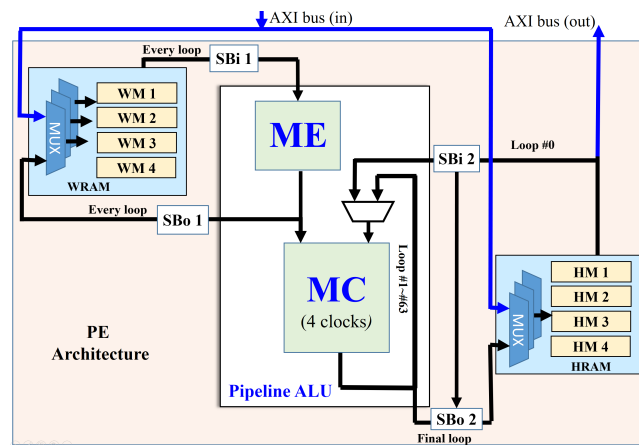 AXI bus (in)
AXI bus (out)
Every loop
SBi 1
WM 1
WM 2
WM 3
WM 4
MUX
WRAM
ME
SBi 2
Loop #0
Every loop
SBo 1
MC
(4 clocks)
Loop #1~#63
HM 1
HM 2
HM 3
HM 4
MUX
HRAM
PE
Architecture
Pipeline ALU
SBo 2
Final loop